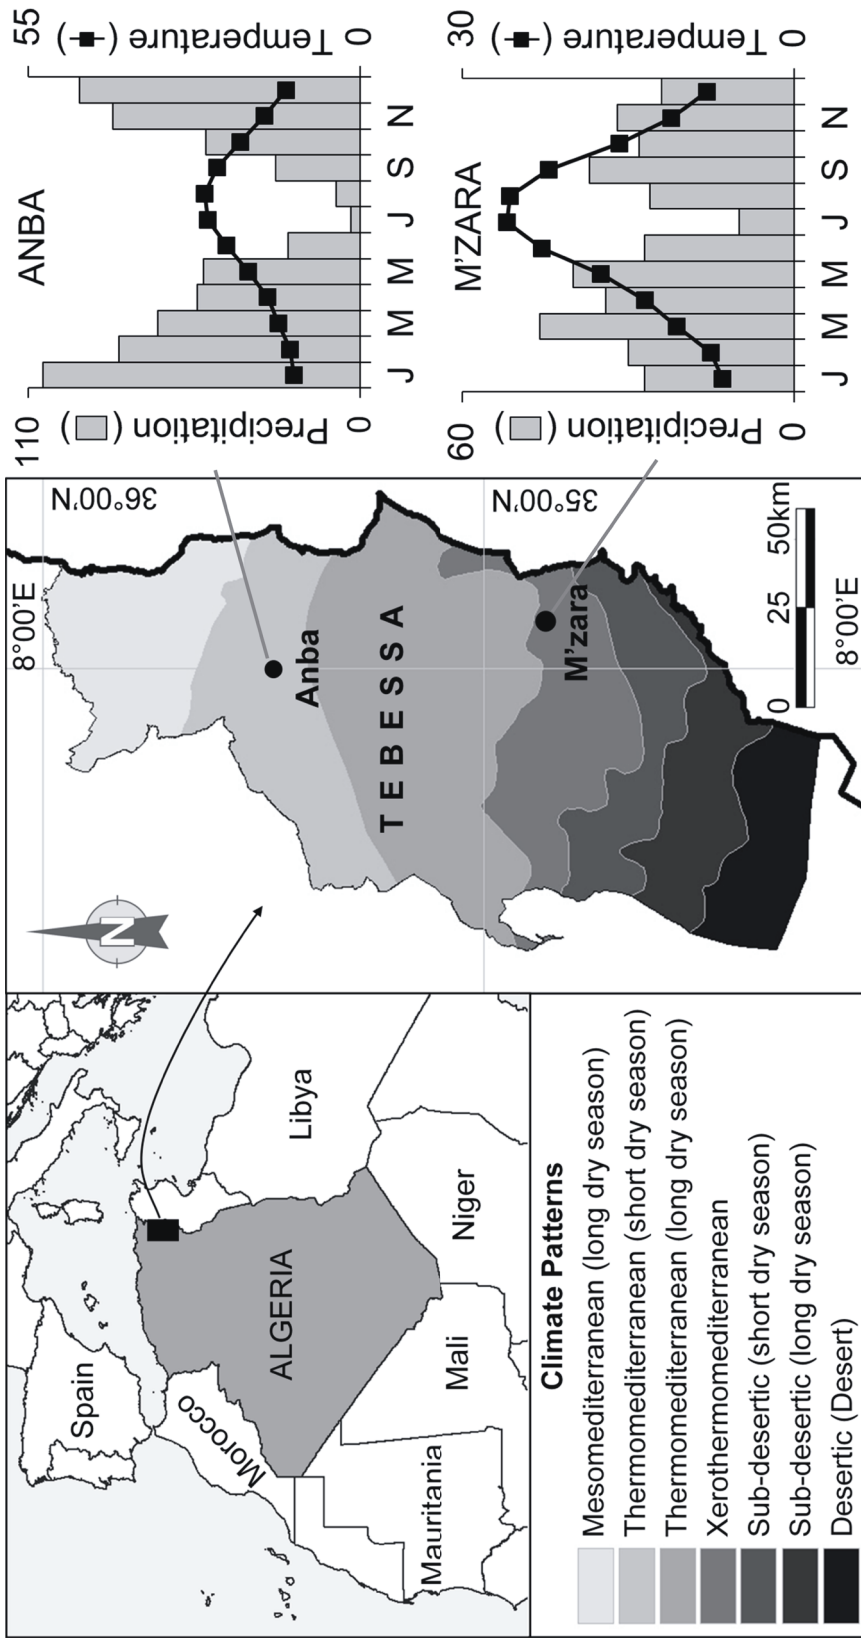 Spain
Morocco
ALGERIA
Libya
Mauritania
Mali
Niger
Climate Patterns
Mesomediterranean (long dry season)
Thermomediterranean (short dry season)
Thermomediterranean (long dry season)
Xerothermomediterranean
Sub-desertic (short dry season)
Sub-desertic (long dry season)
Desertic (Desert)
N
8°00'E
36°00'N
Anba
TEBESSA
35°00'N
M'zara
0 25 50km
8°00'E
ANBA
110
55
Precipitation ( )
Temperature ( )
0
0
J M M J S N
M'ZARA
60
30
Precipitation ( )
Temperature ( )
0
0
J M M J S N